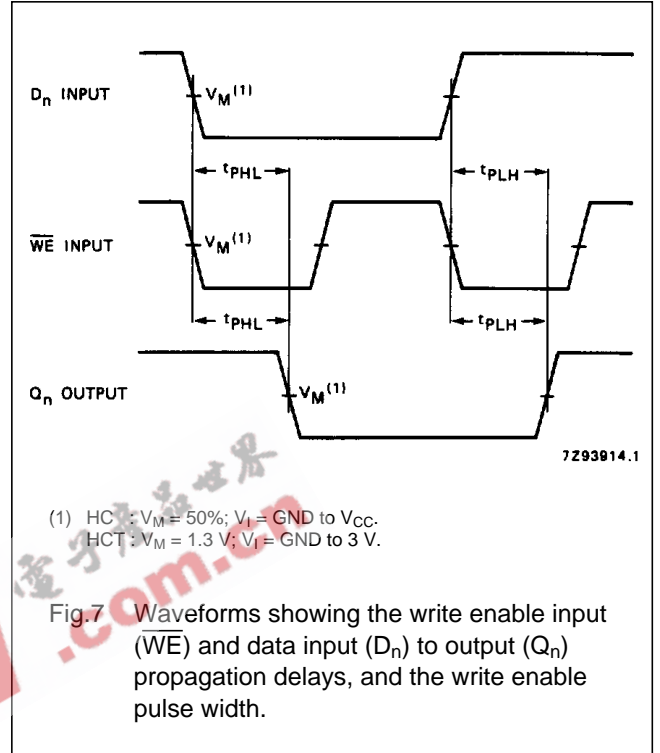 Dn INPUT
VM(1)
tPHL
tPLH
WE INPUT
VM(1)
tPHL
tPLH
Qn OUTPUT
VM(1)
7Z93914.1
(1) HC : VM = 50%; VI = GND to VCC.
HCT : VM = 1.3 V; VI = GND to 3 V.
.com.cn
Fig.7 Waveforms showing the write enable input
(WE) and data input (Dn) to output (Qn)
propagation delays, and the write enable
pulse width.